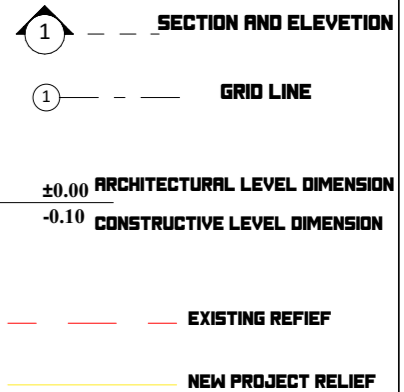 1 SECTION AND ELEVETION
1 GRID LINE
±0.00 ARCHITECTURAL LEVEL DIMENSION
-0.10 CONSTRUCTIVE LEVEL DIMENSION
EXISTING REFIEF
NEW PROJECT RELIEF